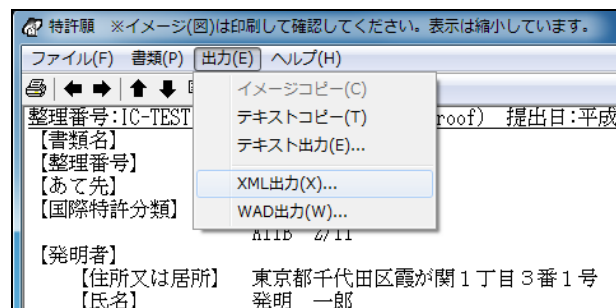 特許願 ※イメージ(図)は印刷して確認してください。表示は縮小しています。
ファイル(F) 書類(P) 出力(E) ヘルプ(H)
イメージコピー(C)
整理番号:IC-TEST テキストコピー(T) roof) 提出日:平成
【書類名】 テキスト出力(E)...
【整理番号】
【あて先】 XML出力(X)...
【国際特許分類】 WAD出力(W)...
【発明者】
【住所又は居所】 東京都千代田区霞が関1丁目3番1号
【氏名】 発明 一郎